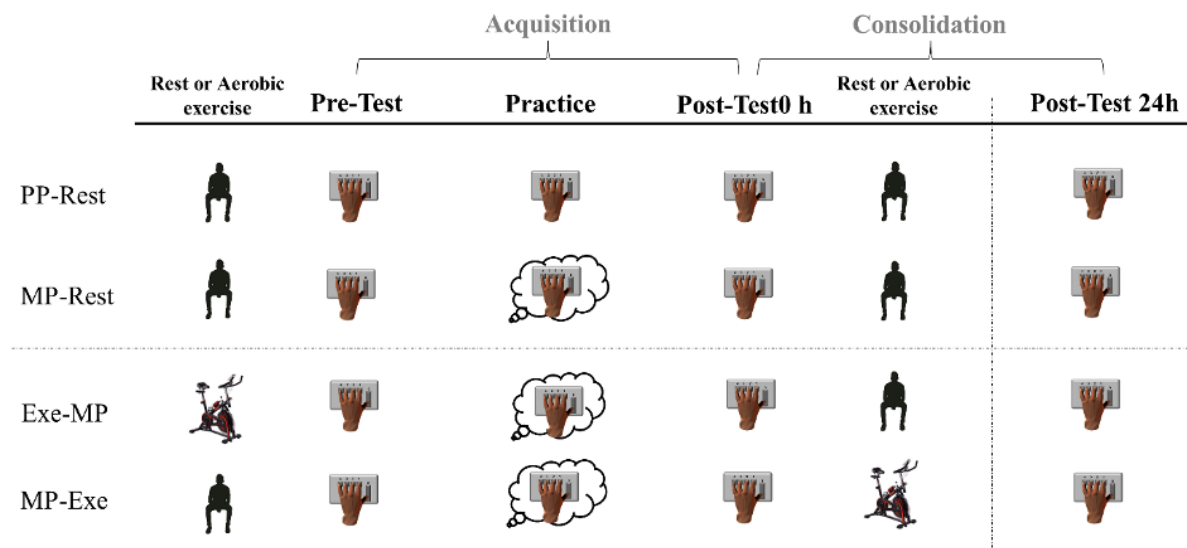 Acquisition Consolidation
Rest or Aerobic
exercise
Pre-Test
Practice
Post-Test0 h
Rest or Aerobic
exercise
Post-Test 24h
PP-Rest
MP-Rest
Exe-MP
MP-Exe